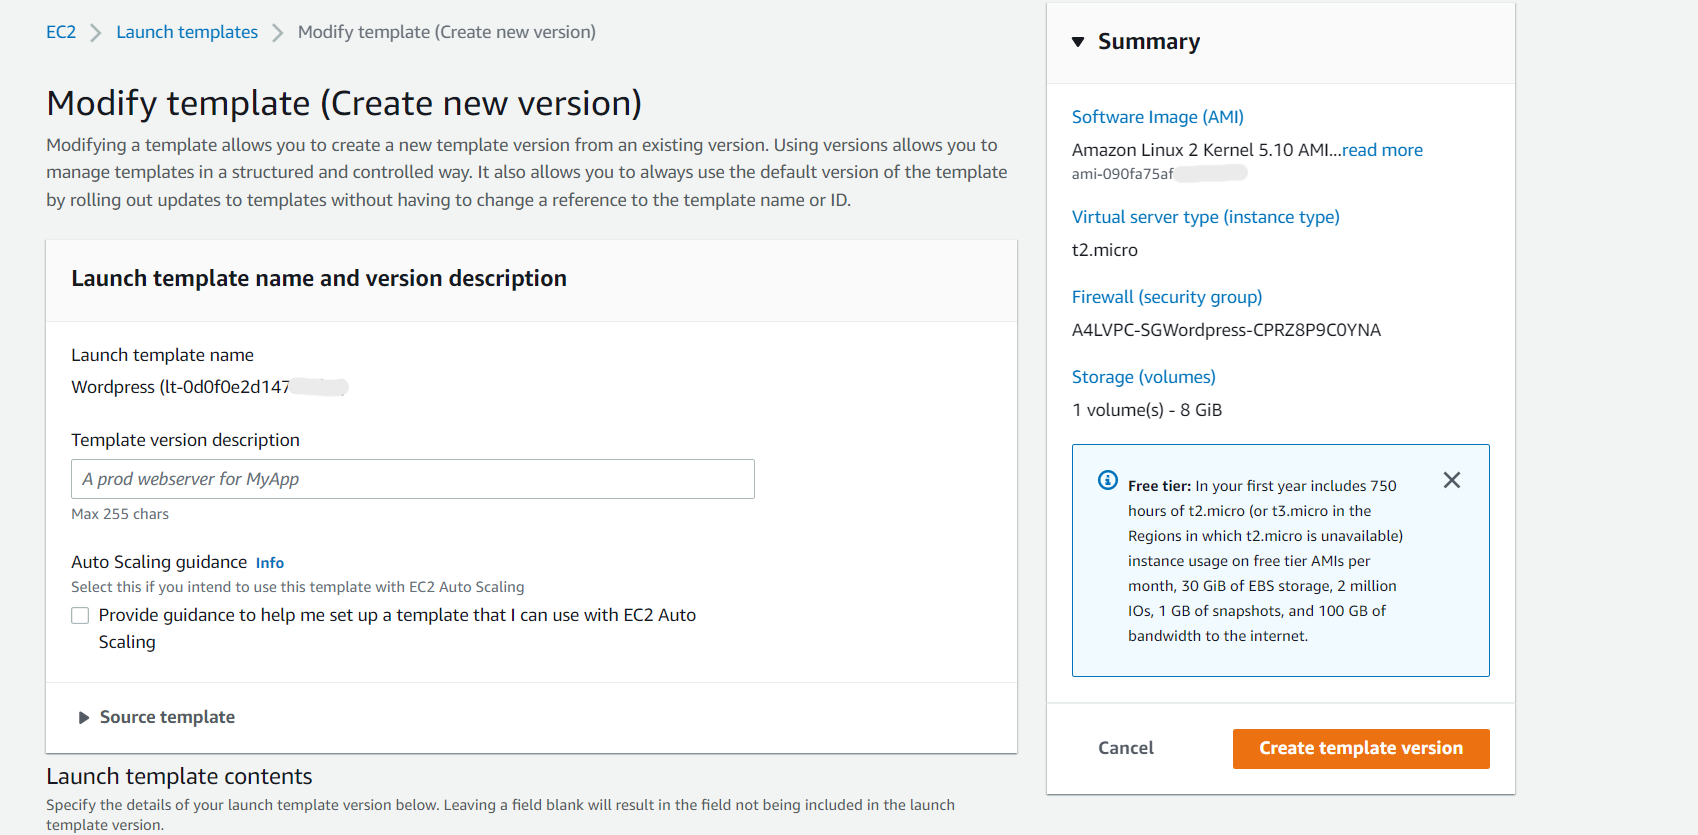 EC2 Launch templates Modify template (Create new version)
Modify template (Create new version)
Modifying a template allows you to create a new template version from an existing version. Using versions allows you to
manage templates in a structured and controlled way. It also allows you to always use the default version of the template
by rolling out updates to templates without having to change a reference to the template name or ID.
Launch template name and version description
Launch template name
Wordpress (lt-0d0f0e2d147
Template version description
A prod webserver for MyApp
Max 255 chars
Auto Scaling guidance Info
Select this if you intend to use this template with EC2 Auto Scaling
Provide guidance to help me set up a template that I can use with EC2 Auto
Scaling
Source template
Launch template contents
Specify the details of your launch template version below. Leaving a field blank will result in the field not being included in the launch
template version.
Summary
Software Image (AMI)
Amazon Linux 2 Kernel 5.10 AMI...read more
ami-090fa75af
Virtual server type (instance type)
t2.micro
Firewall (security group)
A4LVPC-SGWordpress-CPRZ8P9C0YNA
Storage (volumes)
1 volume(s) - 8 GiB
Free tier: In your first year includes 750
hours of t2.micro (or t3.micro in the
Regions in which t2.micro is unavailable)
instance usage on free tier AMIs per
month, 30 GiB of EBS storage, 2 million
IOs, 1 GB of snapshots, and 100 GB of
bandwidth to the internet.
Cancel
Create template version